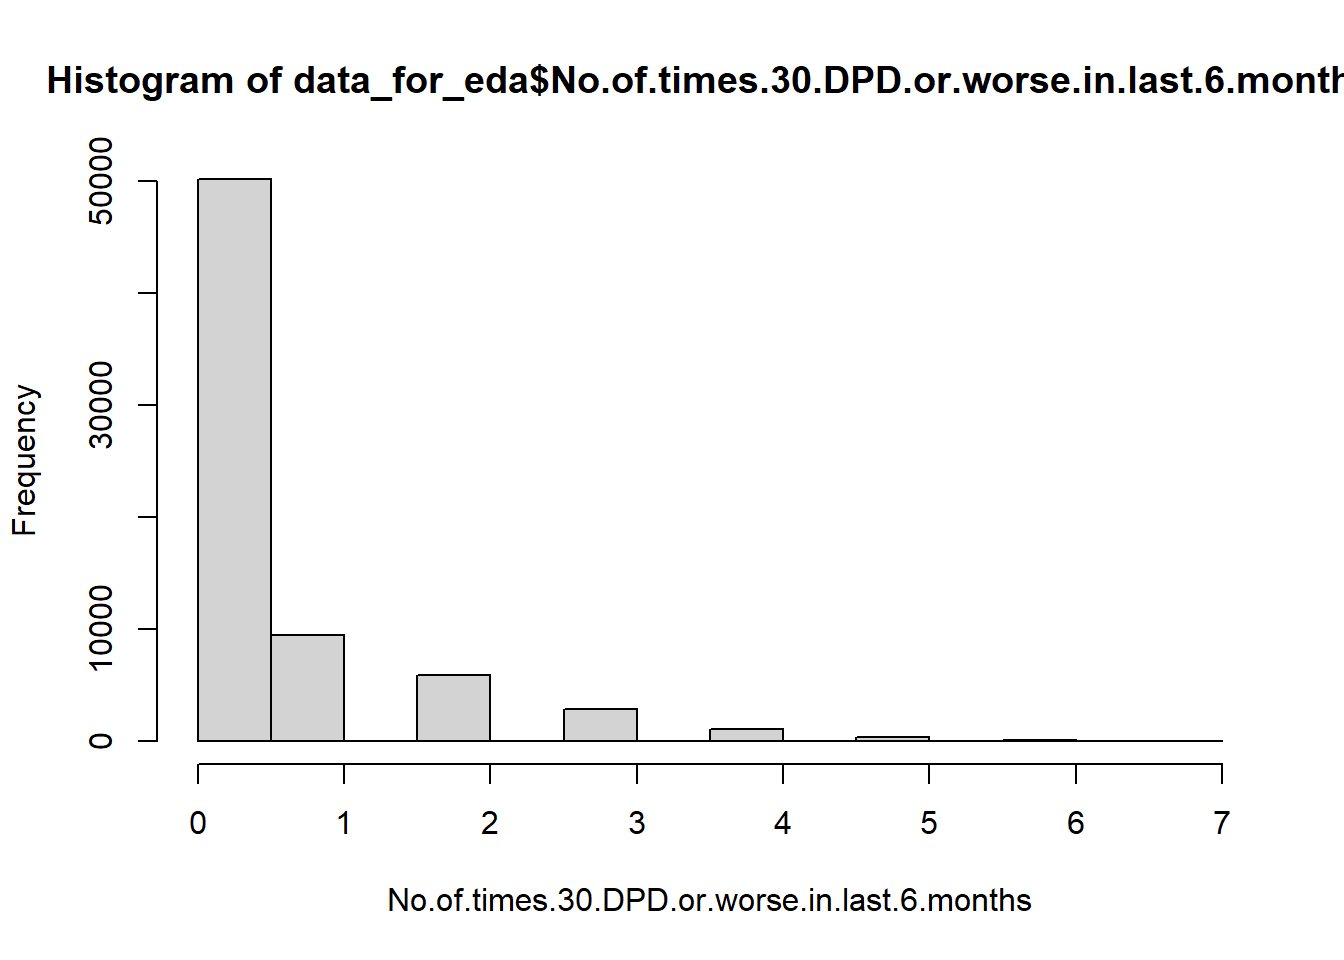 Histogram of data_for_eda$No.of.times.30.DPD.or.worse.in.last.6.month
Frequency
50000
30000
10000
0
0 1 2 3 4 5 6 7
No.of.times.30.DPD.or.worse.in.last.6.months